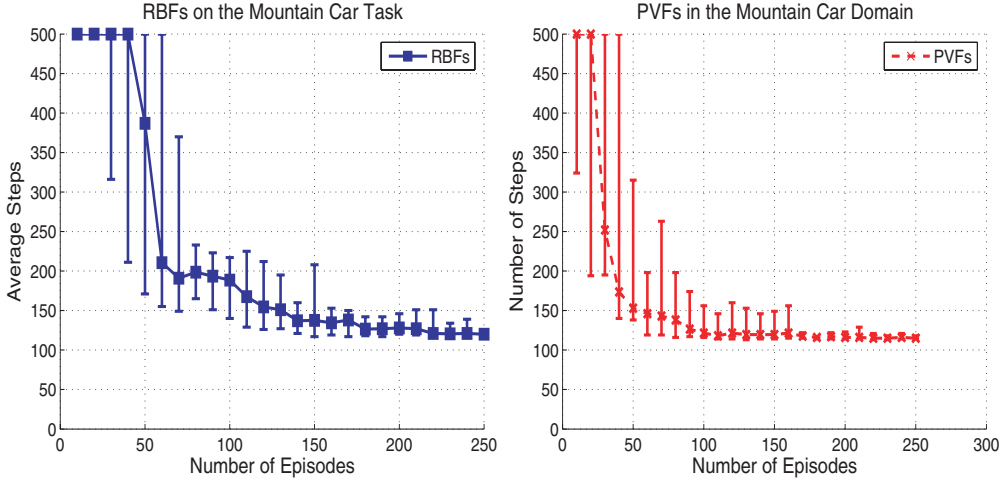 RBFs on the Mountain Car Task
500
450
400
350
300
250
200
150
100
50
0
Average Steps
RBFs
0 50 100 150 200 250
Number of Episodes
PVFs in the Mountain Car Domain
500
450
400
350
300
250
200
150
100
50
0
Number of Steps
PVFs
0 50 100 150 200 250 300
Number of Episodes